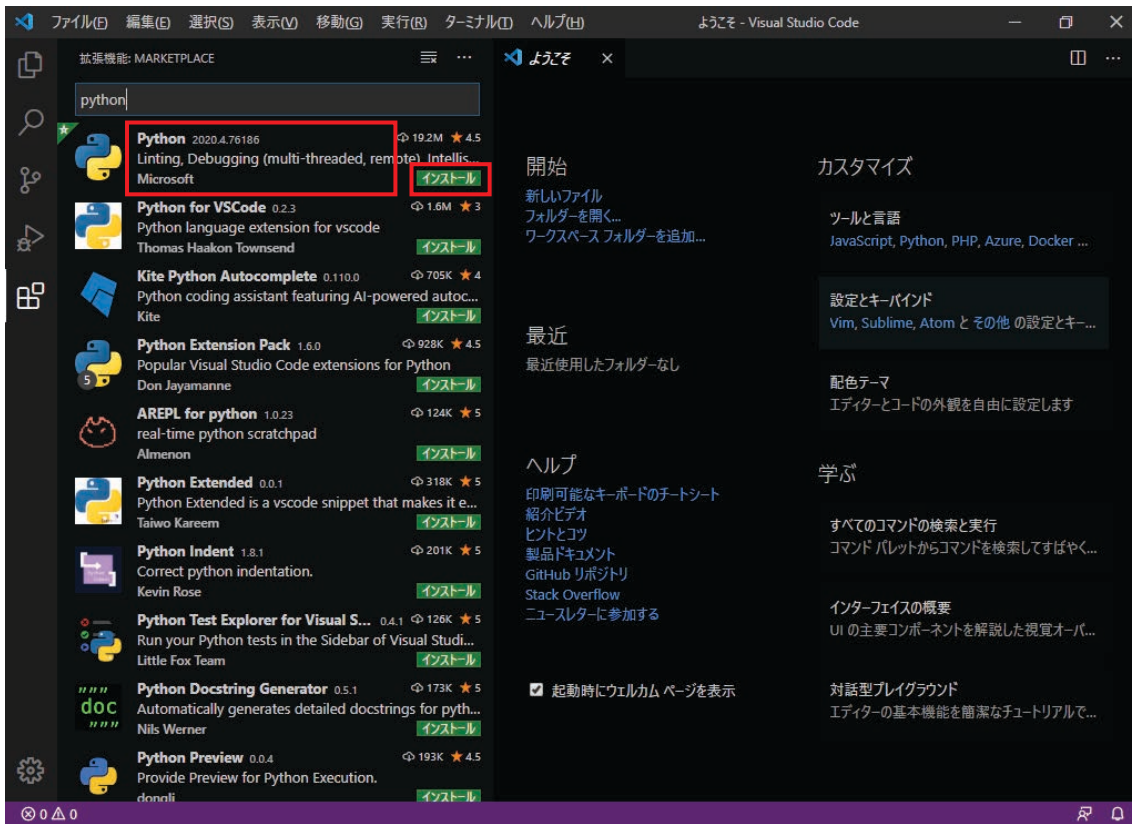 ファイル(F) 編集(E) 選択(S) 表示(V) 移動(G) 実行(R) ターミナル(T) ヘルプ(H) ようこそ - Visual Studio Code
拡張機能: MARKETPLACE
ようこそ
python
Python 2020.4.76186 19.2M ★ 4.5
Linting, Debugging (multi-threaded, remote), Intellis...
Microsoft インストール
Python for VSCode 0.2.3 1.6M ★ 3
Python language extension for vscode
Thomas Haakon Townsend インストール
Kite Python Autocomplete 0.110.0 705K ★ 4
Python coding assistant featuring AI-powered autoc...
Kite インストール
Python Extension Pack 1.6.0 928K ★ 4.5
Popular Visual Studio Code extensions for Python
5
Don Jayamanne インストール
AREPL for python 1.0.23 124K ★ 5
real-time python scratchpad
Almenon インストール
Python Extended 0.0.1 318K ★ 5
Python Extended is a vscode snippet that makes it e...
Taiwo Kareem インストール
Python Indent 1.8.1 201K ★ 5
Correct python indentation.
Kevin Rose インストール
Python Test Explorer for Visual S... 0.4.1 126K ★ 5
Run your Python tests in the Sidebar of Visual Studi...
Little Fox Team インストール
"""
doc
"""
Python Docstring Generator 0.5.1 173K ★ 5
Automatically generates detailed docstrings for pyth...
Nils Werner インストール
Python Preview 0.0.4 193K ★ 4.5
Provide Preview for Python Execution.
dongli インストール
開始
新しいファイル
フォルダーを開く...
ワークスペース フォルダーを追加...
最近
最近使用したフォルダーなし
ヘルプ
印刷可能なキーボードのチートシート
紹介ビデオ
ヒントとコツ
製品ドキュメント
GitHub リポジトリ
Stack Overflow
ニュースレターに参加する
起動時にウェルカム ページを表示
カスタマイズ
ツールと言語
JavaScript, Python, PHP, Azure, Docker ...
設定とキーバインド
Vim, Sublime, Atom と その他 の設定とキー...
配色テーマ
エディターとコードの外観を自由に設定します
学ぶ
すべてのコマンドの検索と実行
コマンド パレットからコマンドを検索してすばやく...
インターフェイスの概要
UI の主要コンポーネントを解説した視覚オーバ...
対話型プレイグラウンド
エディターの基本機能を簡潔なチュートリアルで...
0 0